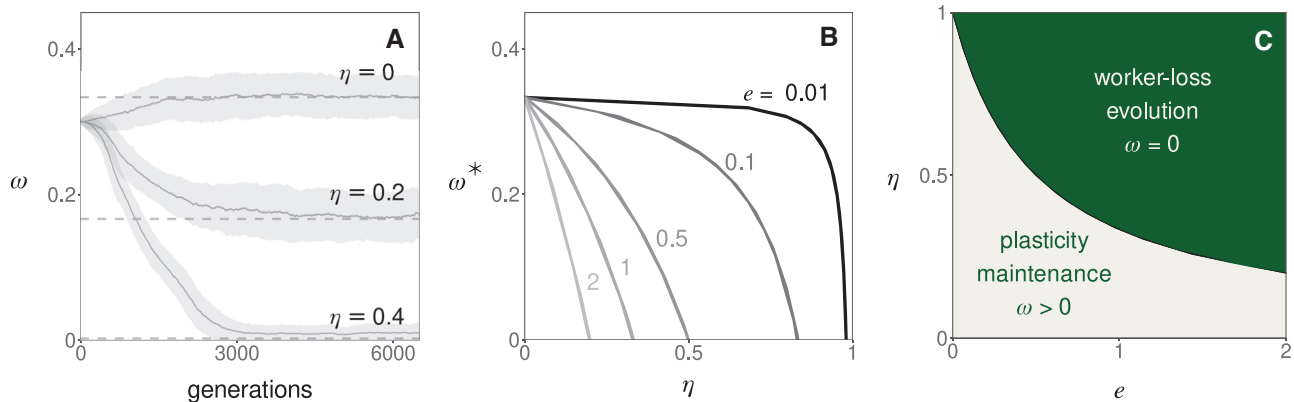 A
0.4
0.2
0
ω
η = 0
η = 0.2
η = 0.4
0
3000
6000
generations
B
0.4
0.2
0
ω*
e = 0.01
0.1
0.5
1
2
0
0.5
1
η
C
1
0.5
0
η
worker-loss
evolution
ω = 0
plasticity
maintenance
ω > 0
0
1
2
e